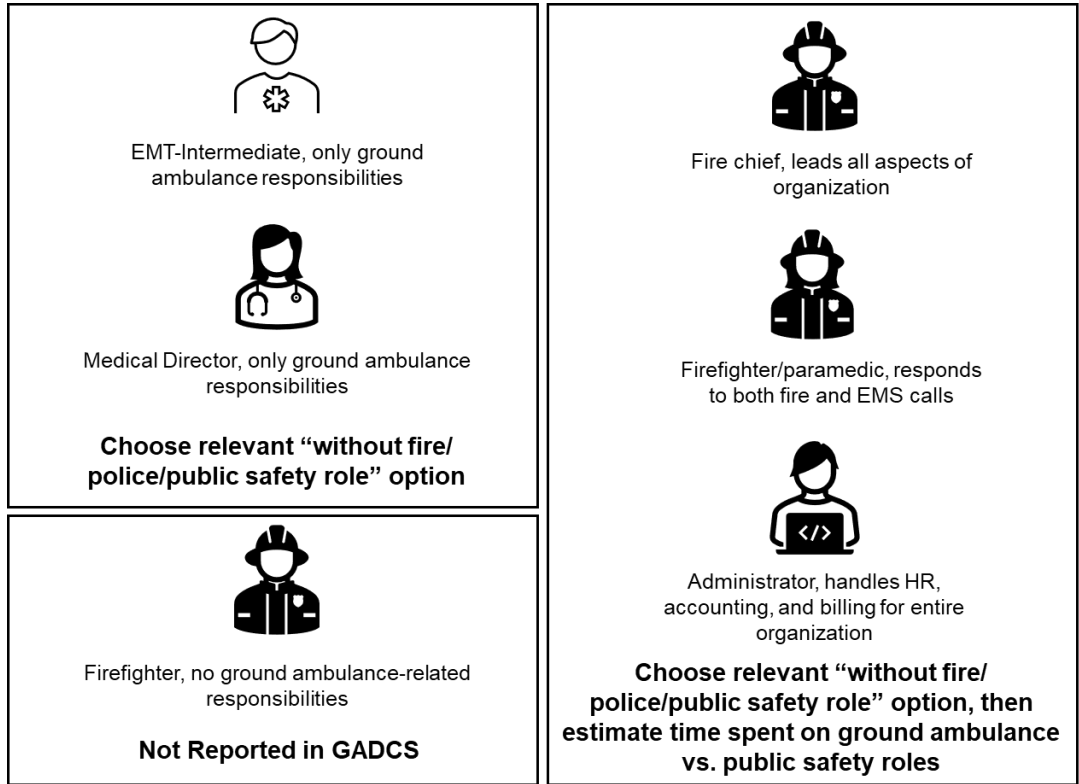 EMT-Intermediate, only ground
ambulance responsibilities
Medical Director, only ground ambulance
responsibilities
Choose relevant “without fire/
police/public safety role” option
Firefighter, no ground ambulance-related
responsibilities
Not Reported in GADCS
Fire chief, leads all aspects of
organization
Firefighter/paramedic, responds
to both fire and EMS calls
</>
Administrator, handles HR,
accounting, and billing for entire
organization
Choose relevant “without fire/
police/public safety role” option, then
estimate time spent on ground ambulance
vs. public safety roles